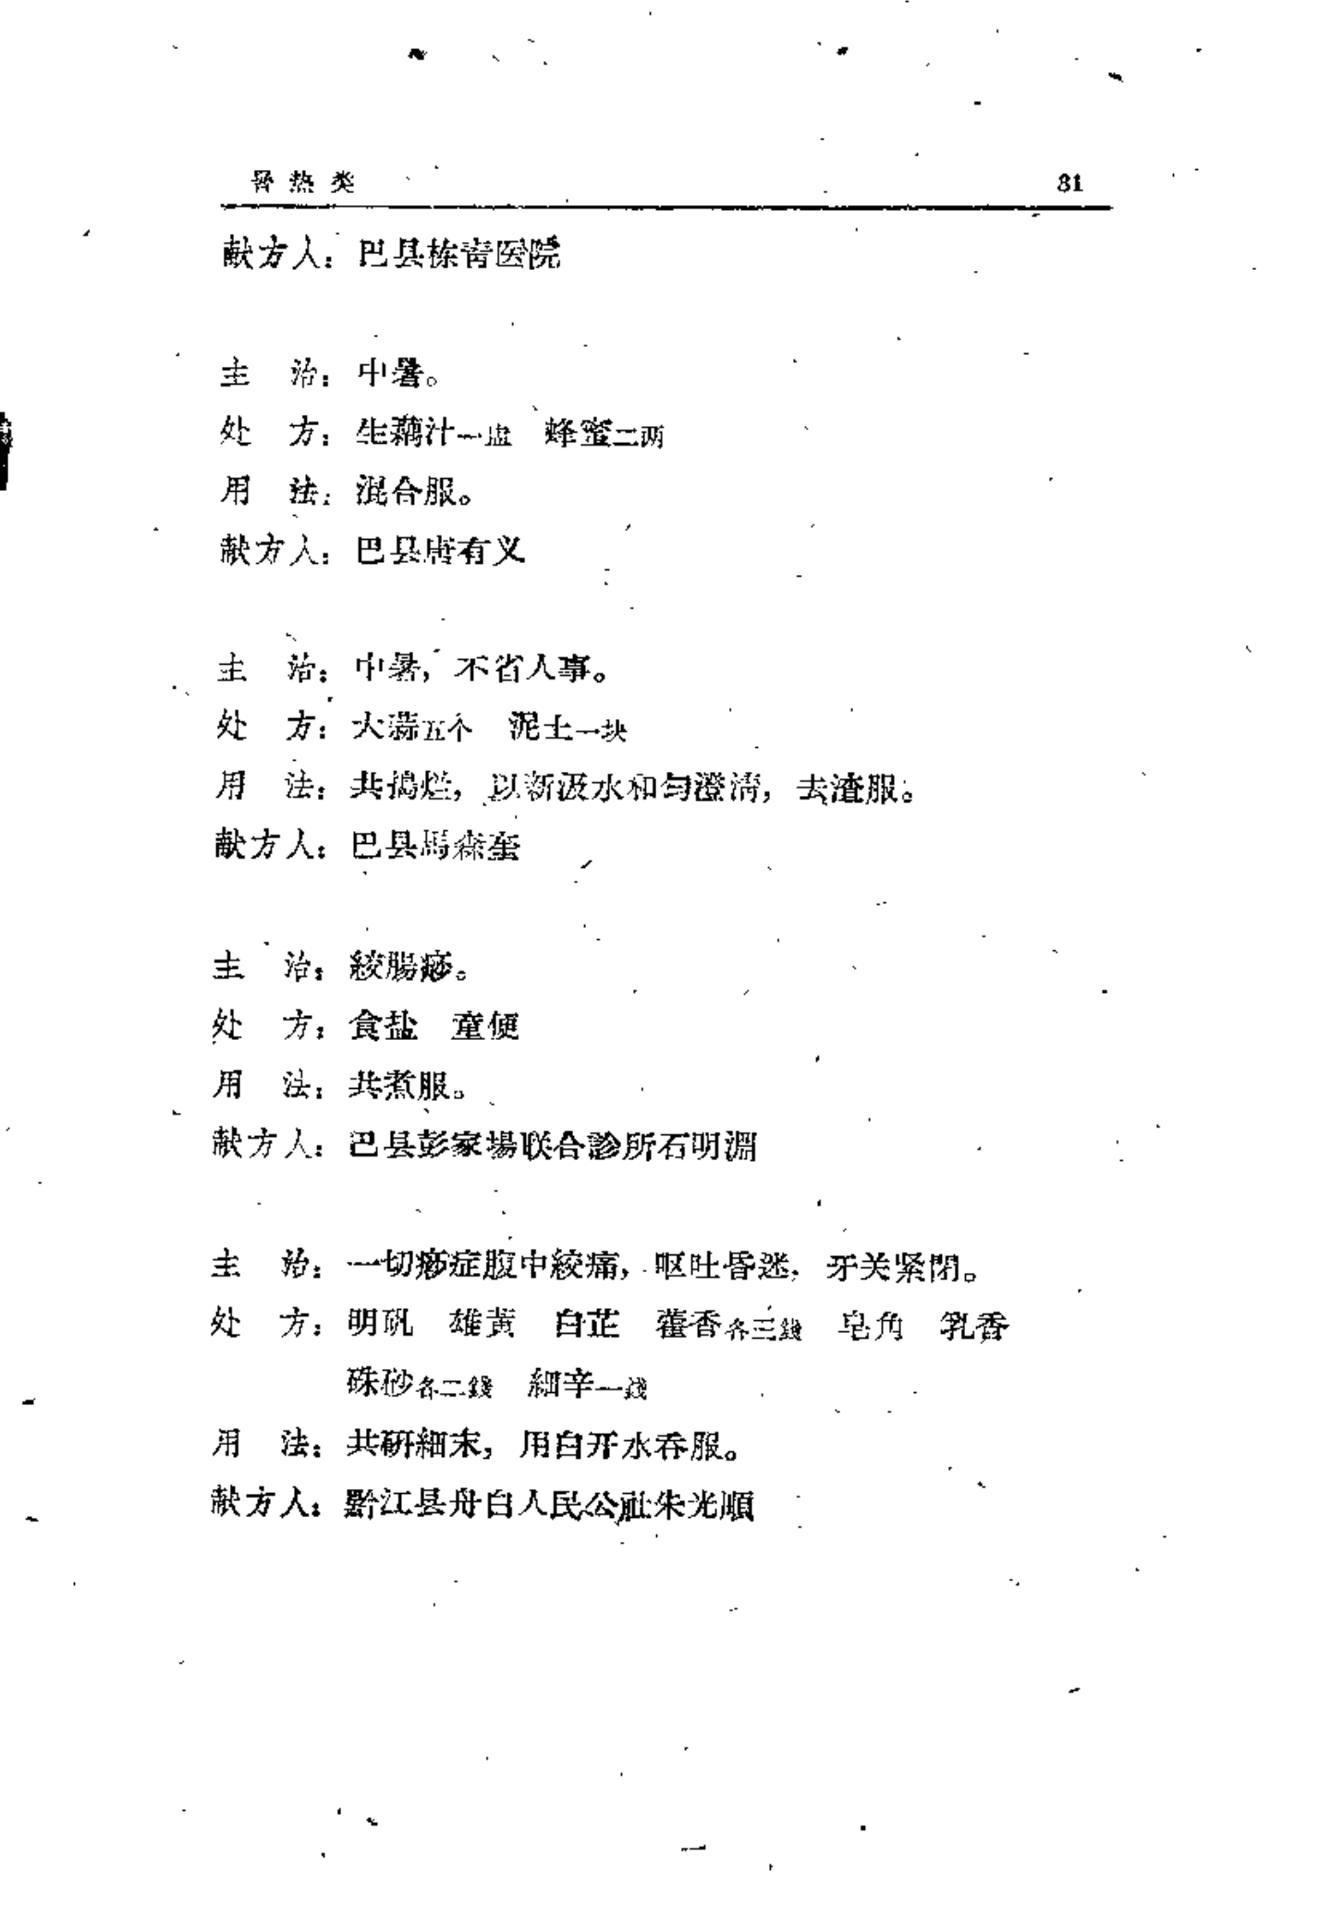 热类 81
献方人：巴县栋青医院
主 治：中暑。
处 方：生藕汁一盅 蜂蜜二两
用 法：混合服。
献方人：巴县唐有义
主 治：中暑，不省人事。
处 方：大蒜五个 泥土一块
用 法：共搗烂，以新汲水和匀澄清，去渣服。
献方人：巴县馬森荃
主 治：絞腸痧。
处 方：食盐 童便
用 法：共煮服。
献方人：巴县彭家場联合診所石明淵
主 治：一切痧症腹中絞痛，呕吐昏迷，牙关紧閉。
处 方：明矾 雄黃 白芷 藿香各三錢 皂角 乳香
硃砂各二錢 細辛一錢
用 法：共研細末，用白开水吞服。
献方人：黔江县舟白人民公社朱光順